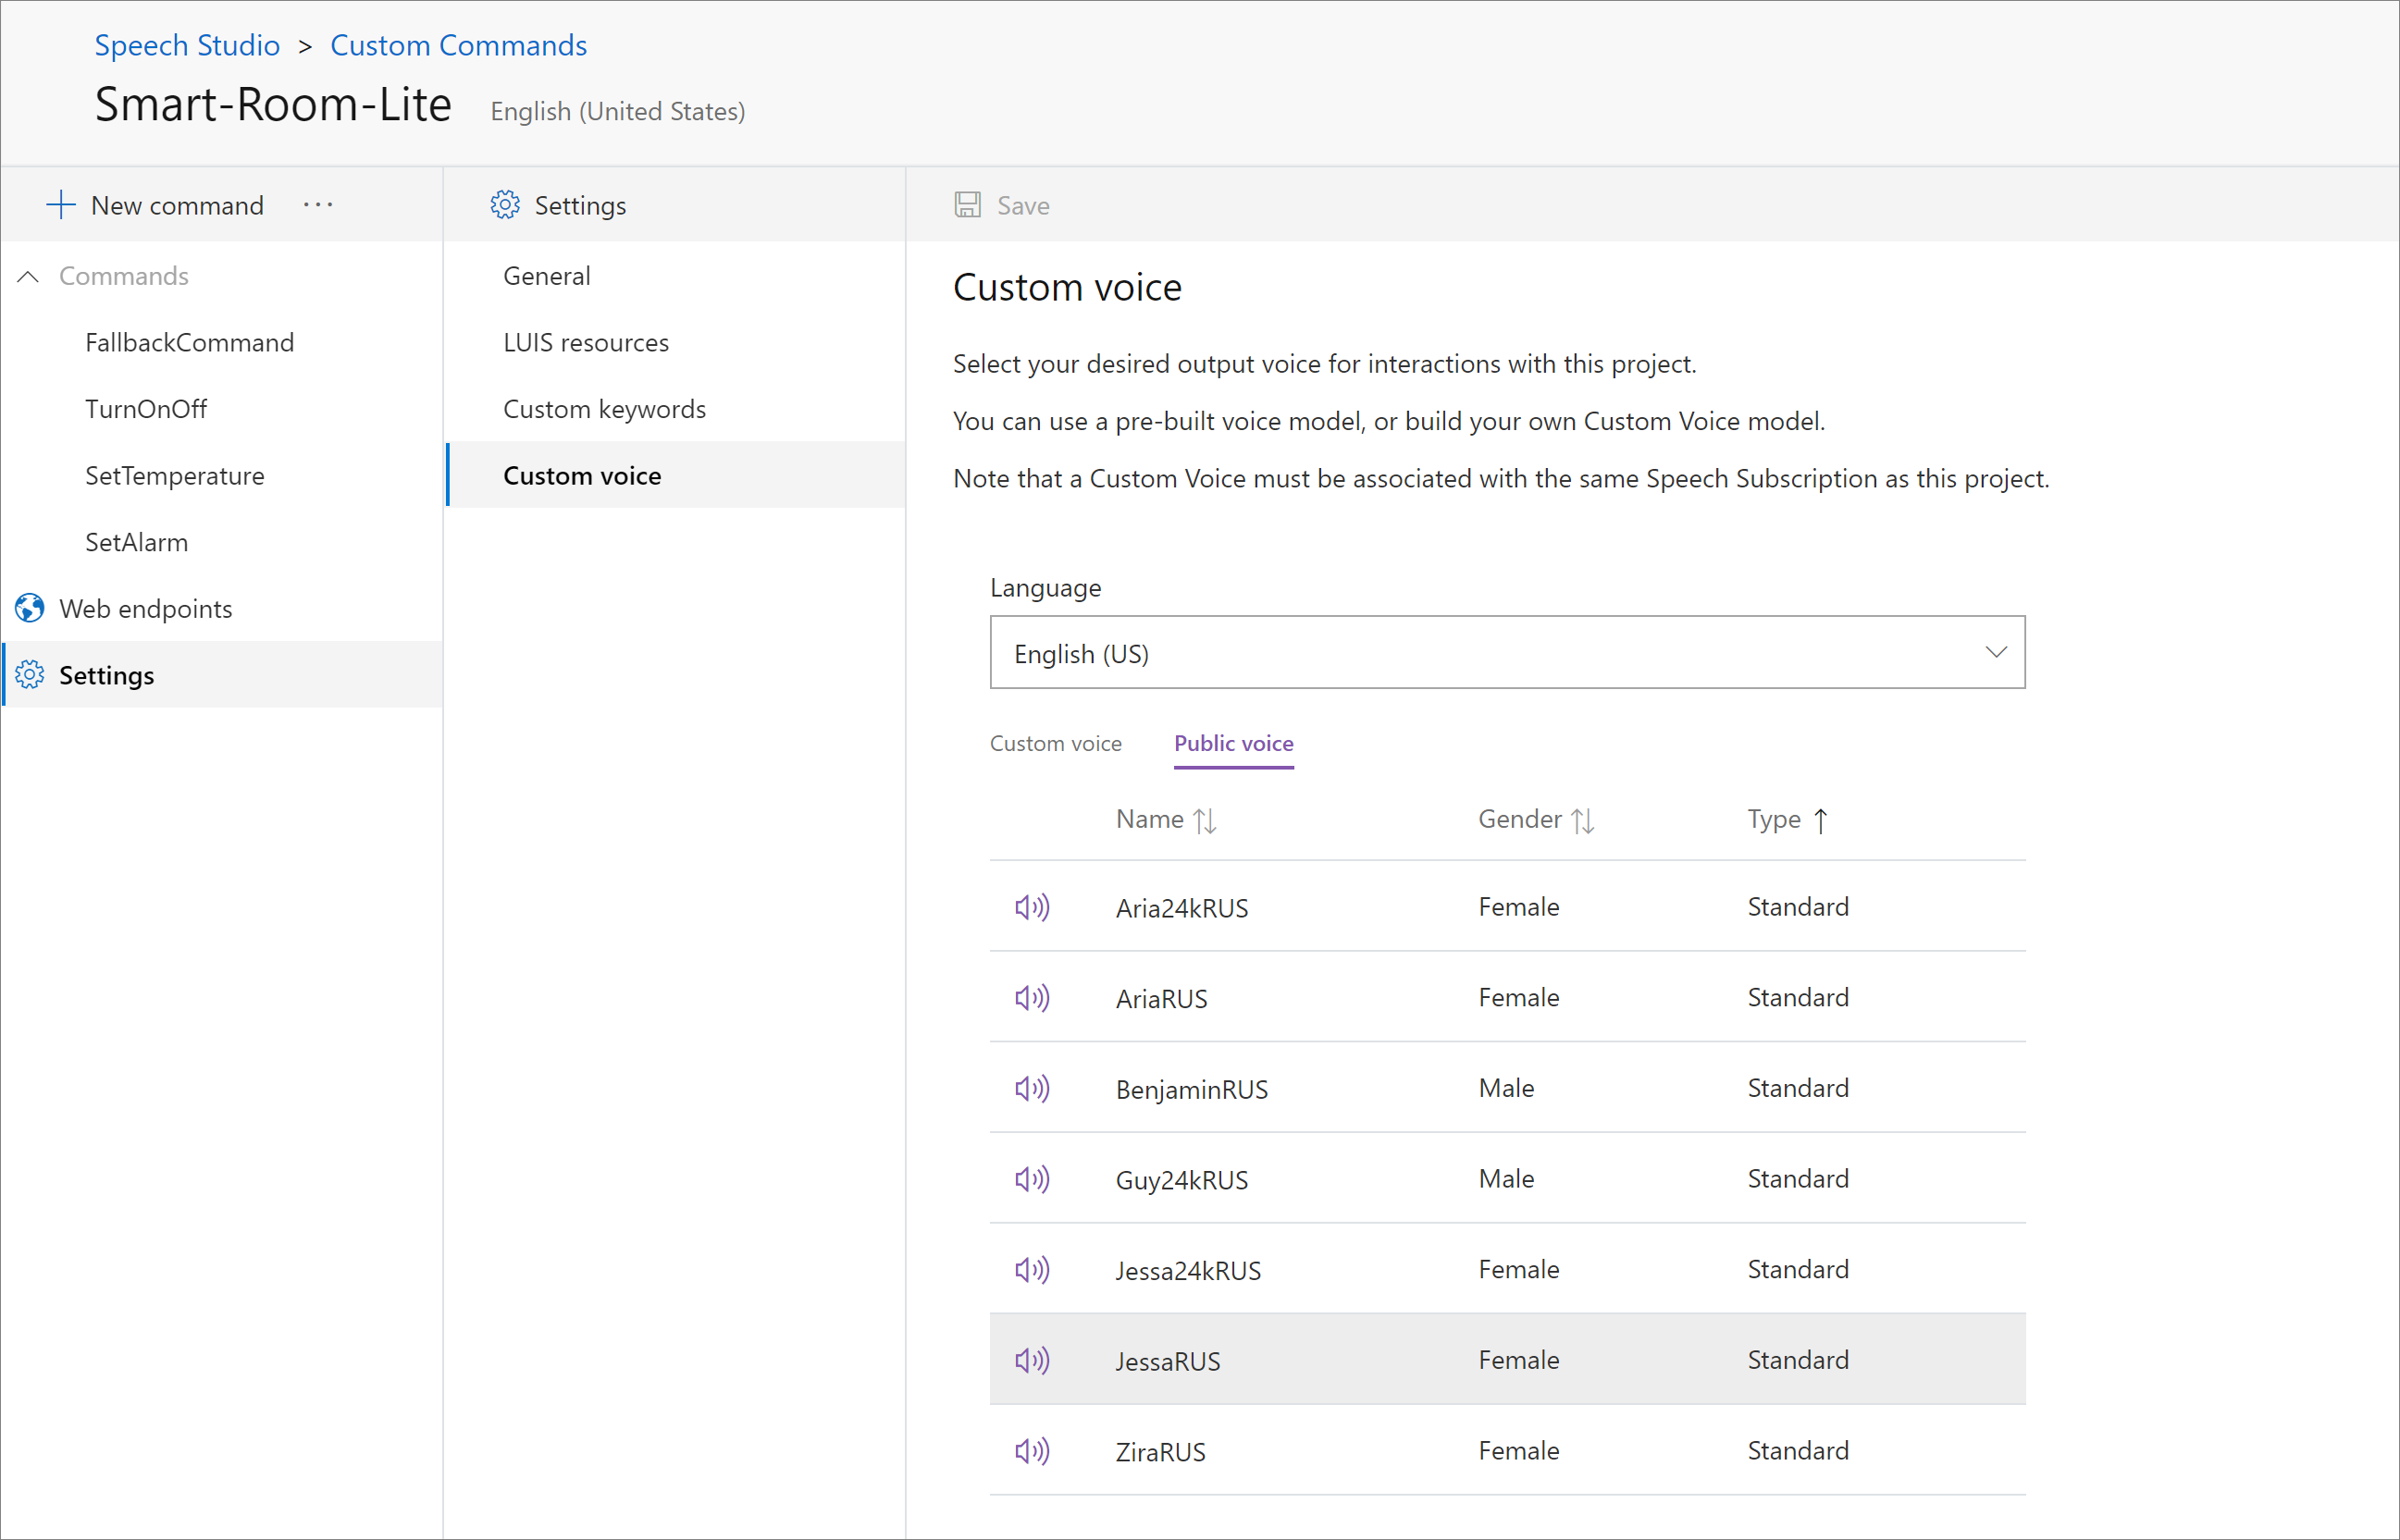 Speech Studio > Custom Commands
Smart-Room-Lite English (United States)
New command ...
Commands
FallbackCommand
TurnOnOff
SetTemperature
SetAlarm
Web endpoints
Settings
Settings
General
LUIS resources
Custom keywords
Custom voice
Save
Custom voice
Select your desired output voice for interactions with this project.
You can use a pre-built voice model, or build your own Custom Voice model.
Note that a Custom Voice must be associated with the same Speech Subscription as this project.
Language
English (US)
Custom voice Public voice
Name Gender Type
Aria24kRUS Female Standard
AriaRUS Female Standard
BenjaminRUS Male Standard
Guy24kRUS Male Standard
Jessa24kRUS Female Standard
JessaRUS Female Standard
ZiraRUS Female Standard